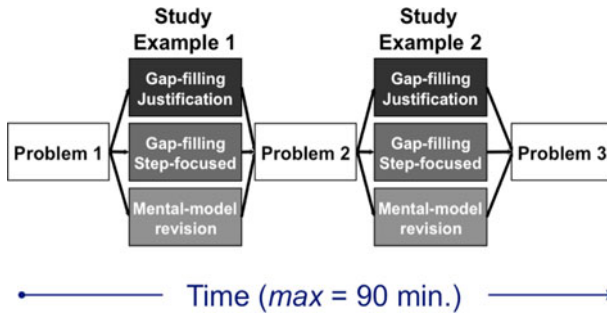 Study
Example 1
Study
Example 2
Gap-filling
Justification
Gap-filling
Justification
Problem 1
Gap-filling
Step-focused
Problem 2
Gap-filling
Step-focused
Problem 3
Mental-model
revision
Mental-model
revision
Time (max = 90 min.)